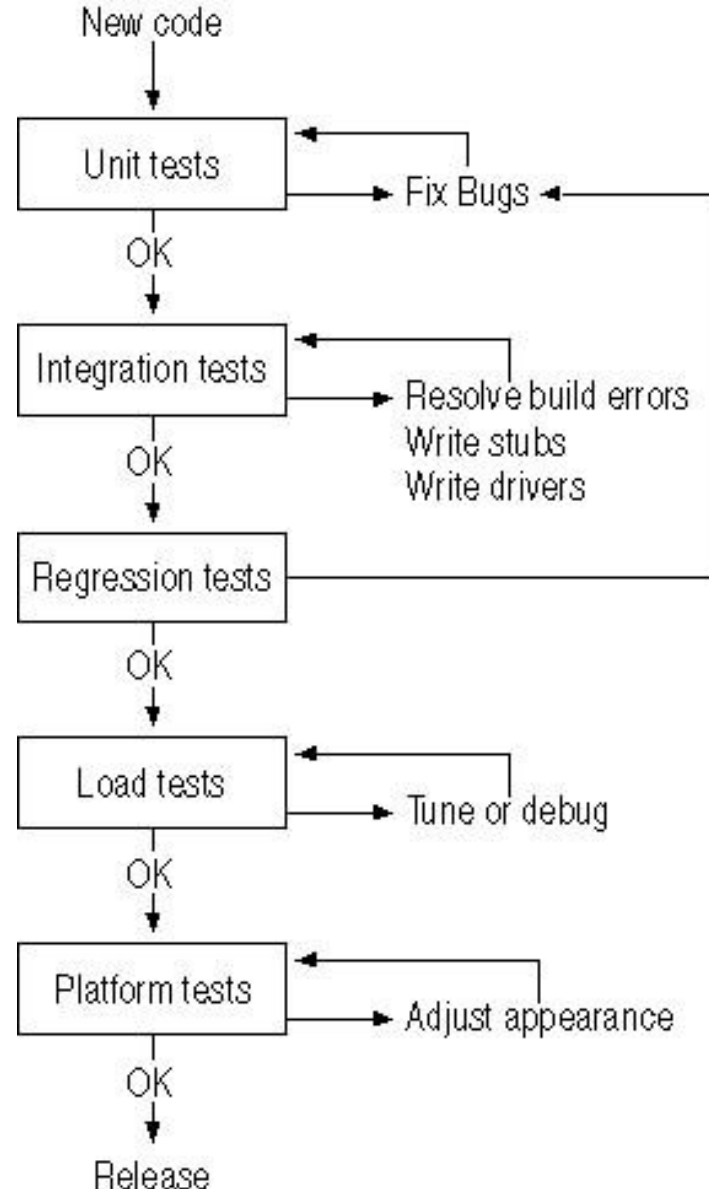 New code
Unit tests
Fix Bugs
OK
Integration tests
Resolve build errors
Write stubs
Write drivers
OK
Regression tests
OK
Load tests
Tune or debug
OK
Platform tests
Adjust appearance
OK
Release